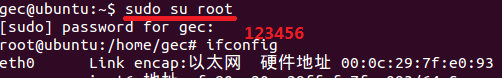 gec@ubuntu:~$ sudo su root
[sudo] password for gec: 123456
root@ubuntu:/home/gec# ifconfig
eth0 Link encap:以太网 硬件地址 00:0c:29:7f:e0:93